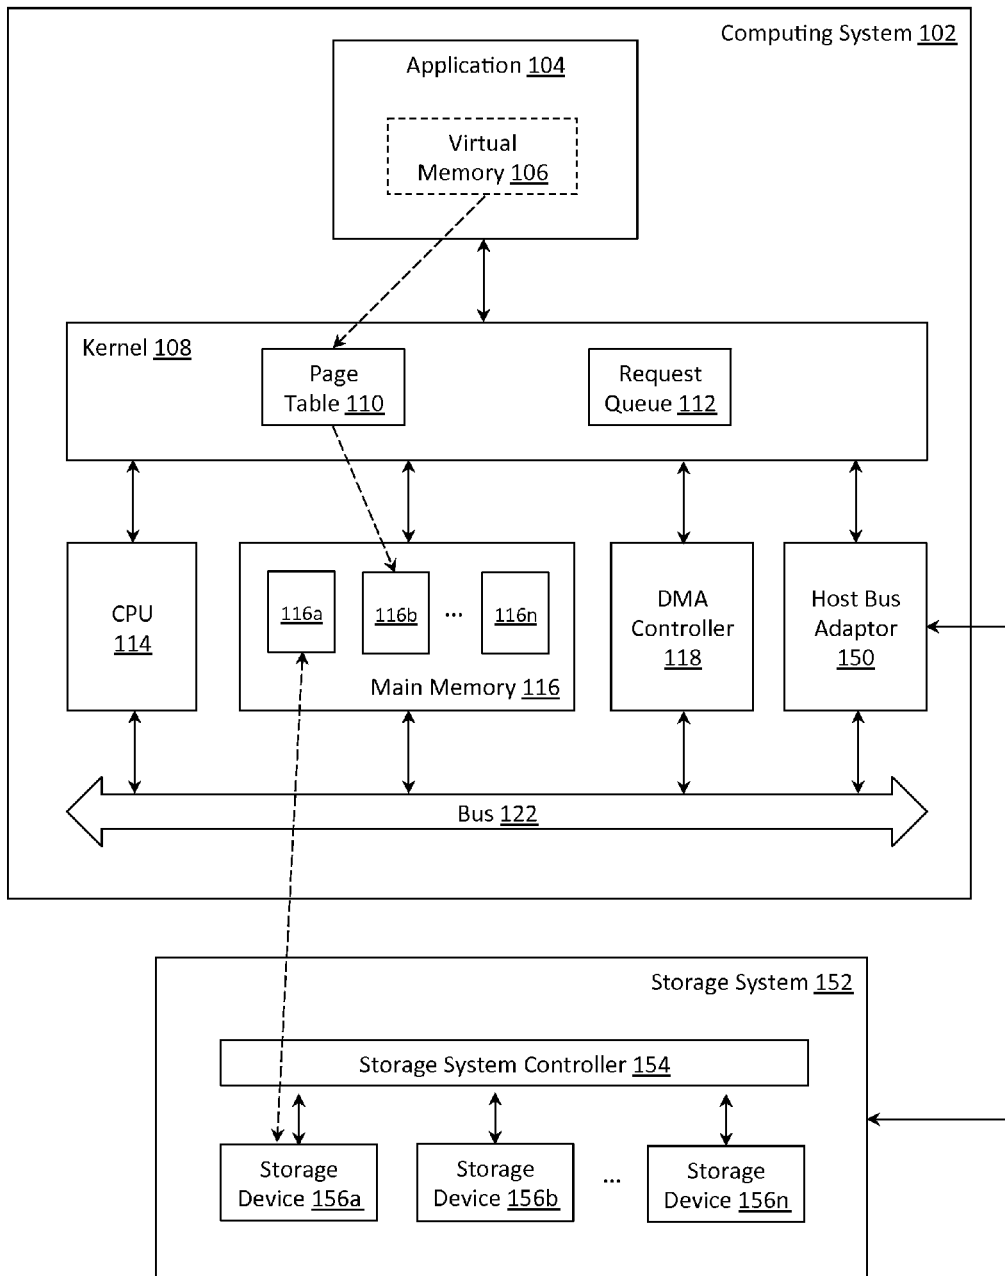 Computing System 102
Application 104
Virtual
Memory 106
Kernel 108
Page
Table 110
Request
Queue 112
CPU
114
116a
116b
...
116n
Main Memory 116
DMA
Controller
118
Host Bus
Adaptor
150
Bus 122
Storage System 152
Storage System Controller 154
Storage
Device 156a
Storage
Device 156b
...
Storage
Device 156n